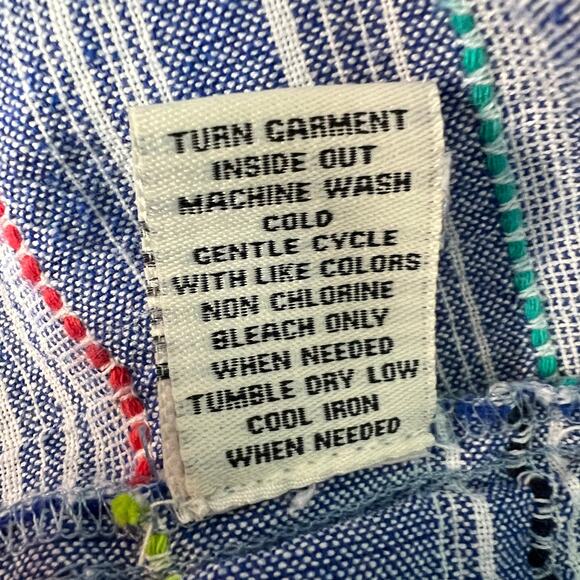 TURN GARMENT
INSIDE OUT
MACHINE WASH
COLD
GENTLE CYCLE
WITH LIKE COLORS
NON CHLORINE
BLEACH ONLY
WHEN NEEDED
TUMBLE DRY LOW
COOL IRON
WHEN NEEDED